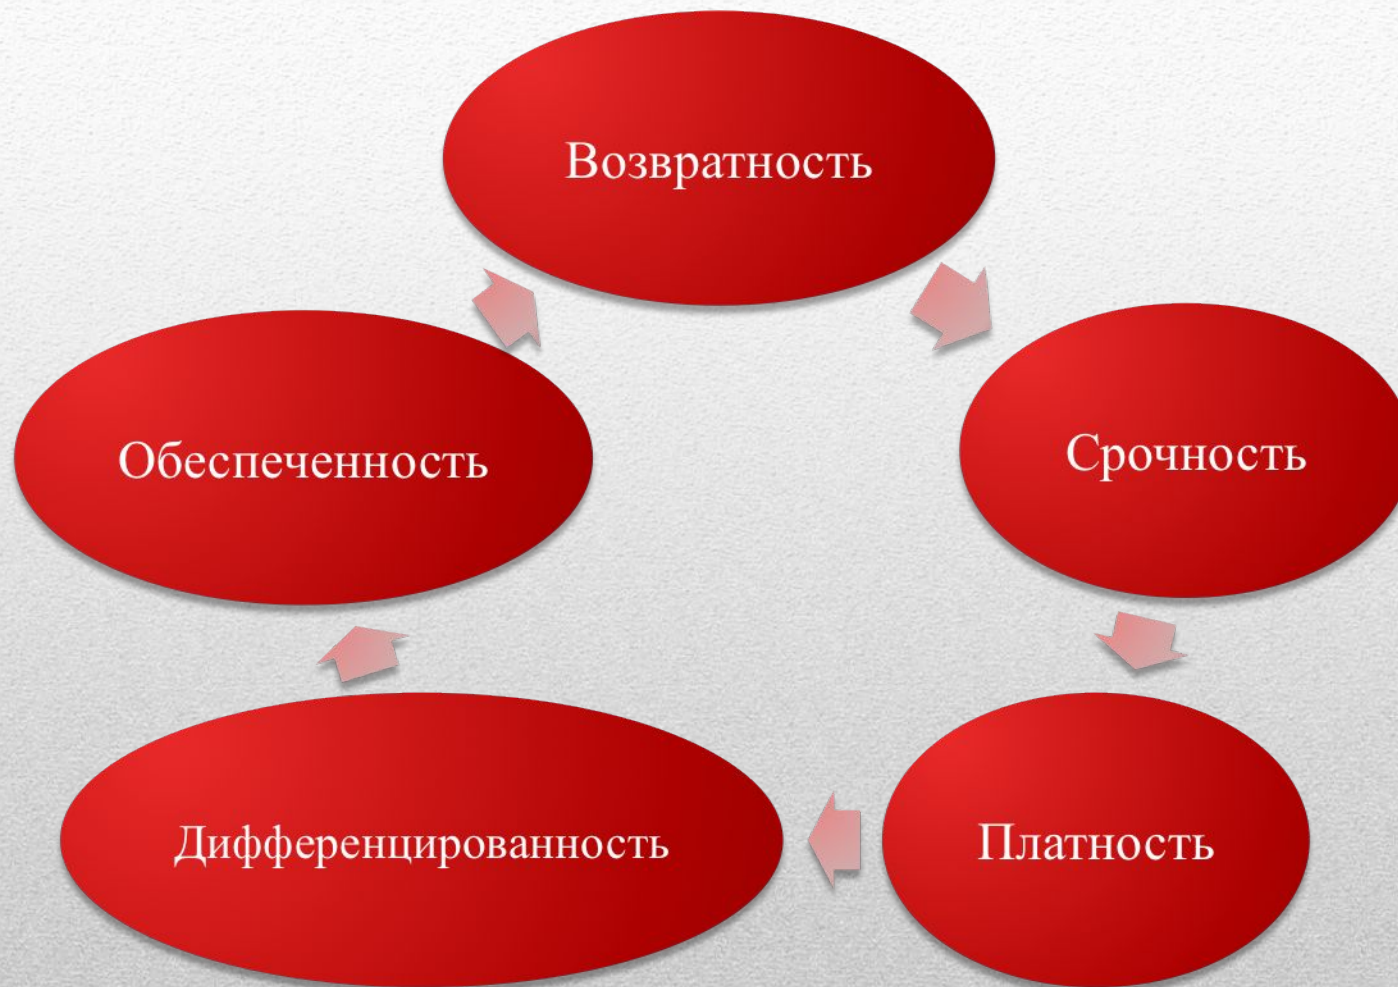 Возвратность
Срочность
Платность
Дифференцированность
Обеспеченность